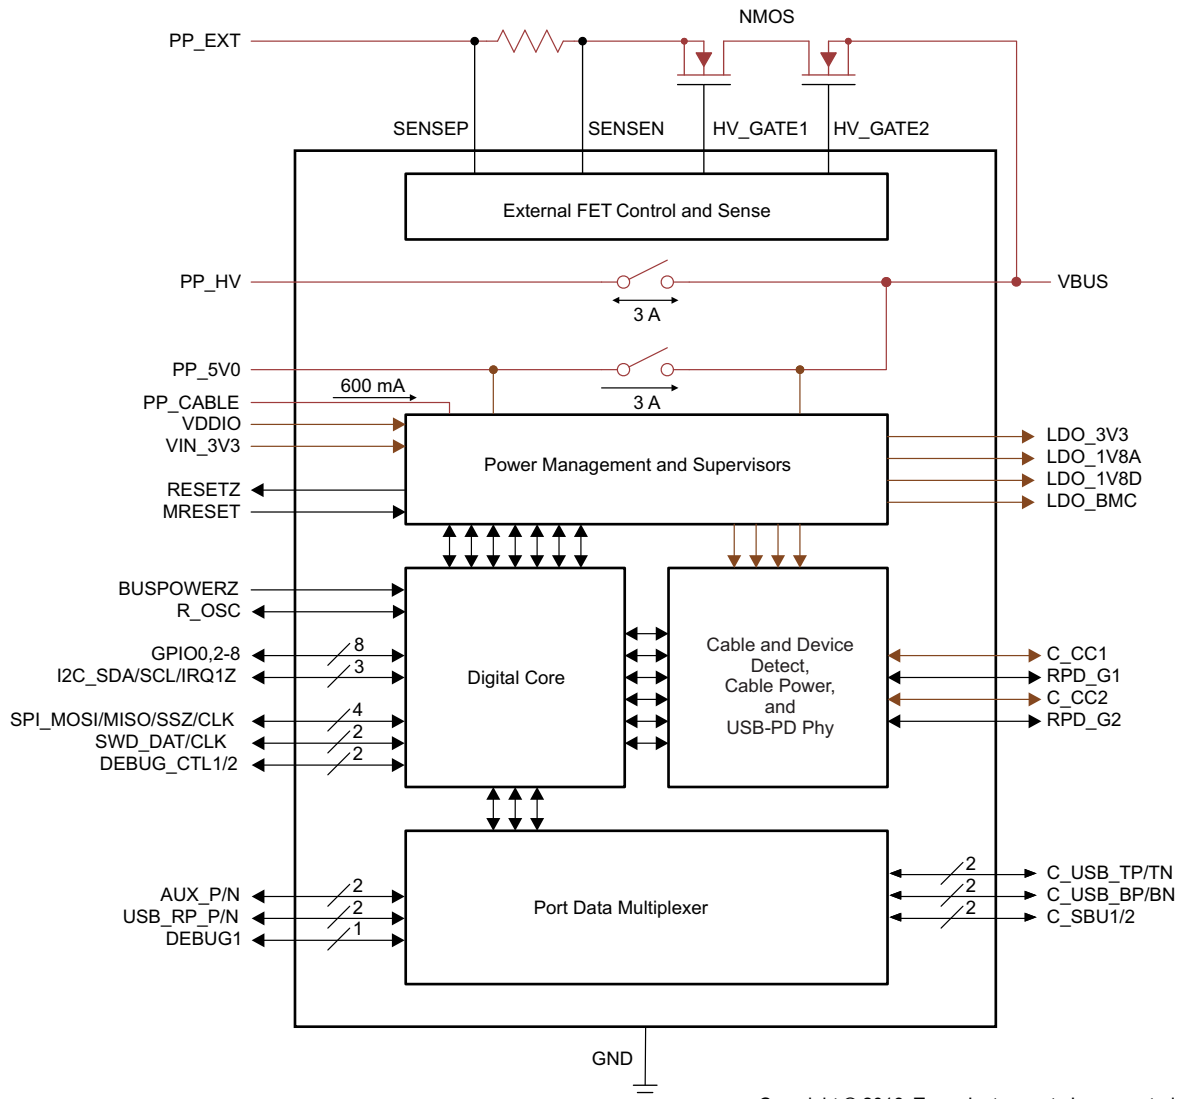 NMOS
PP_EXT
SENSEP
SENSEN
HV_GATE1
HV_GATE2
External FET Control and Sense
PP_HV
3 A
VBUS
PP_5V0
600 mA
3 A
PP_CABLE
VDDIO
VIN_3V3
RESETZ
MRESET
Power Management and Supervisors
LDO_3V3
LDO_1V8A
LDO_1V8D
LDO_BMC
BUSPOWERZ
R_OSC
GPIO0,2-8
8
I2C_SDA/SCL/IRQ1Z
3
SPI_MOSI/MISO/SSZ/CLK
4
SWD_DAT/CLK
2
DEBUG_CTL1/2
2
Digital Core
Cable and Device
Detect,
Cable Power,
and
USB-PD Phy
C_CC1
RPD_G1
C_CC2
RPD_G2
AUX_P/N
2
USB_RP_P/N
2
DEBUG1
1
Port Data Multiplexer
2
C_USB_TP/TN
2
C_USB_BP/BN
2
C_SBU1/2
GND